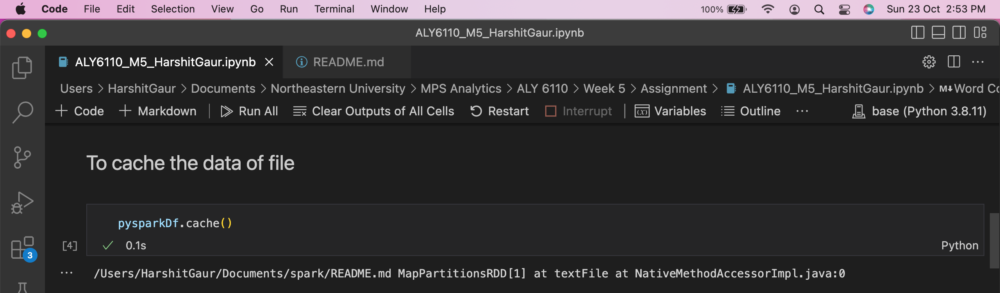 Code File Edit Selection View Go Run Terminal Window Help 100% Sun 23 Oct 2:53 PM
ALY6110_M5_HarshitGaur.ipynb
ALY6110_M5_HarshitGaur.ipynb README.md
Users > HarshitGaur > Documents > Northeastern University > MPS Analytics > ALY 6110 > Week 5 > Assignment > ALY6110_M5_HarshitGaur.ipynb > M Word Co
+ Code + Markdown Run All Clear Outputs of All Cells Restart Interrupt (x) Variables Outline ... base (Python 3.8.11)
To cache the data of file
pysparkDf.cache()
[4] 0.1s Python
3
... /Users/HarshitGaur/Documents/spark/README.md MapPartitionsRDD[1] at textFile at NativeMethodAccessorImpl.java:0